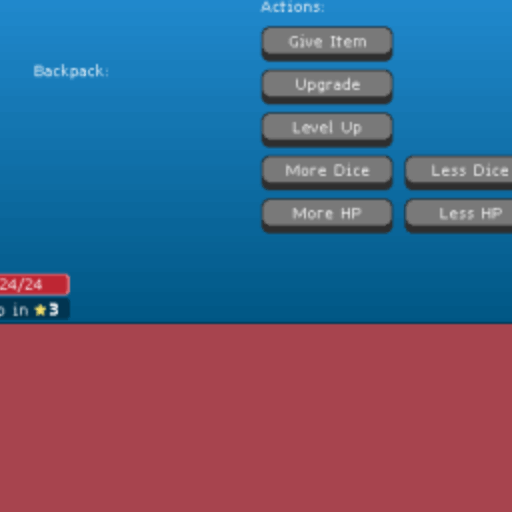 Actions:
Give Item
Backpack:
Upgrade
Level Up
More Dice
Less Dice
More HP
Less HP
24/24
in ★3